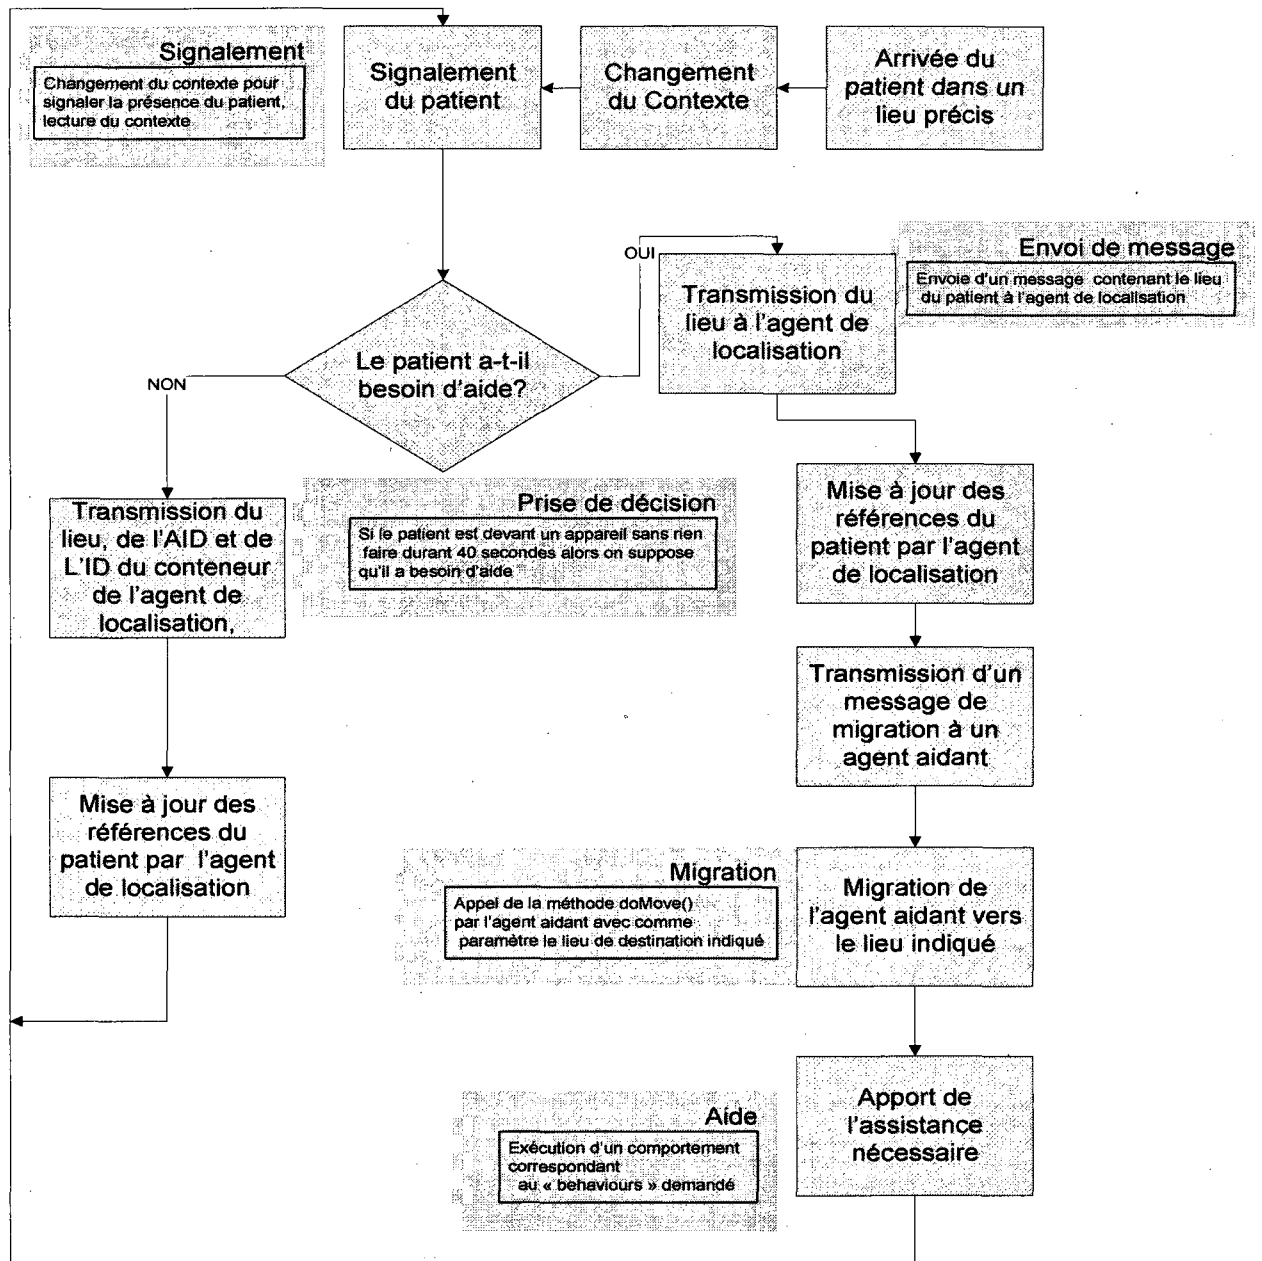 Signalement
Changement du contexte pour
signaler la présence du patient,
lecture du contexte
Signalement
du patient
Changement
du Contexte
Arrivée du
patient dans un
lieu précis
OUI
Transmission du
lieu à l'agent de
localisation
Envoi de message
Envoie d'un message contenant le lieu
du patient à l'agent de localisation
Le patient a-t-il
besoin d'aide?
NON
Transmission du
lieu, de l'AID et de
L'ID du conteneur
de l'agent de
localisation,
Prise de décision
Si le patient est devant un appareil sans rien
faire durant 40 secondes alors on suppose
qu'il a besoin d'aide
Mise à jour des
références du
patient par l'agent
de localisation
Transmission d'un
message de
migration à un
agent aidant
Mise à jour des
références du
patient par l'agent
de localisation
Migration
Appel de la méthode doMove()
par l'agent aidant avec comme
paramètre le lieu de destination indiqué
Migration de
l'agent aidant vers
le lieu indiqué
Aide
Exécution d'un comportement
correspondant
au « behaviours » demandé
Apport de
l'assistance
nécessaire